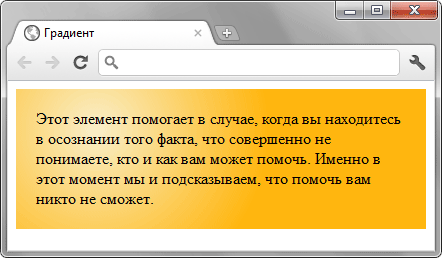 Градиент
Этот элемент помогает в случае, когда вы находитесь
в осознании того факта, что совершенно не
понимаете, кто и как вам может помочь. Именно в
этот момент мы и подсказываем, что помочь вам
никто не сможет.